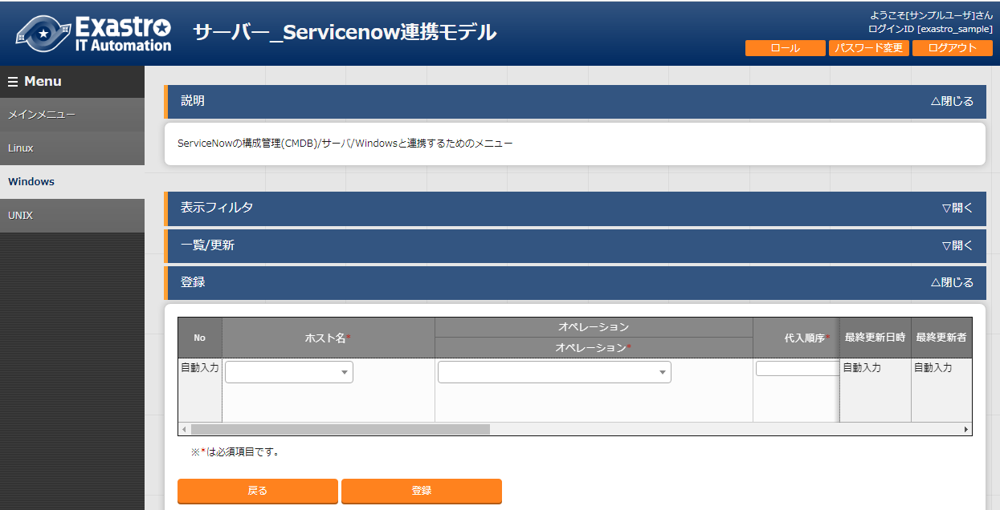 Exastro
IT Automation
サーバー_Servicenow連携モデル
ようこそ[サンプルユーザ]さん
ログインID [exastro_sample]
ロール パスワード変更 ログアウト
☰ Menu
メインメニュー
Linux
Windows
UNIX
説明 △閉じる
ServiceNowの構成管理(CMDB)/サーバ/Windowsと連携するためのメニュー
表示フィルタ ▽開く
一覧/更新 ▽開く
登録 △閉じる
No ホスト名* オペレーション 代入順序* 最終更新日時 最終更新者
オペレーション*
自動入力 自動入力 自動入力
※*は必須項目です。
戻る 登録